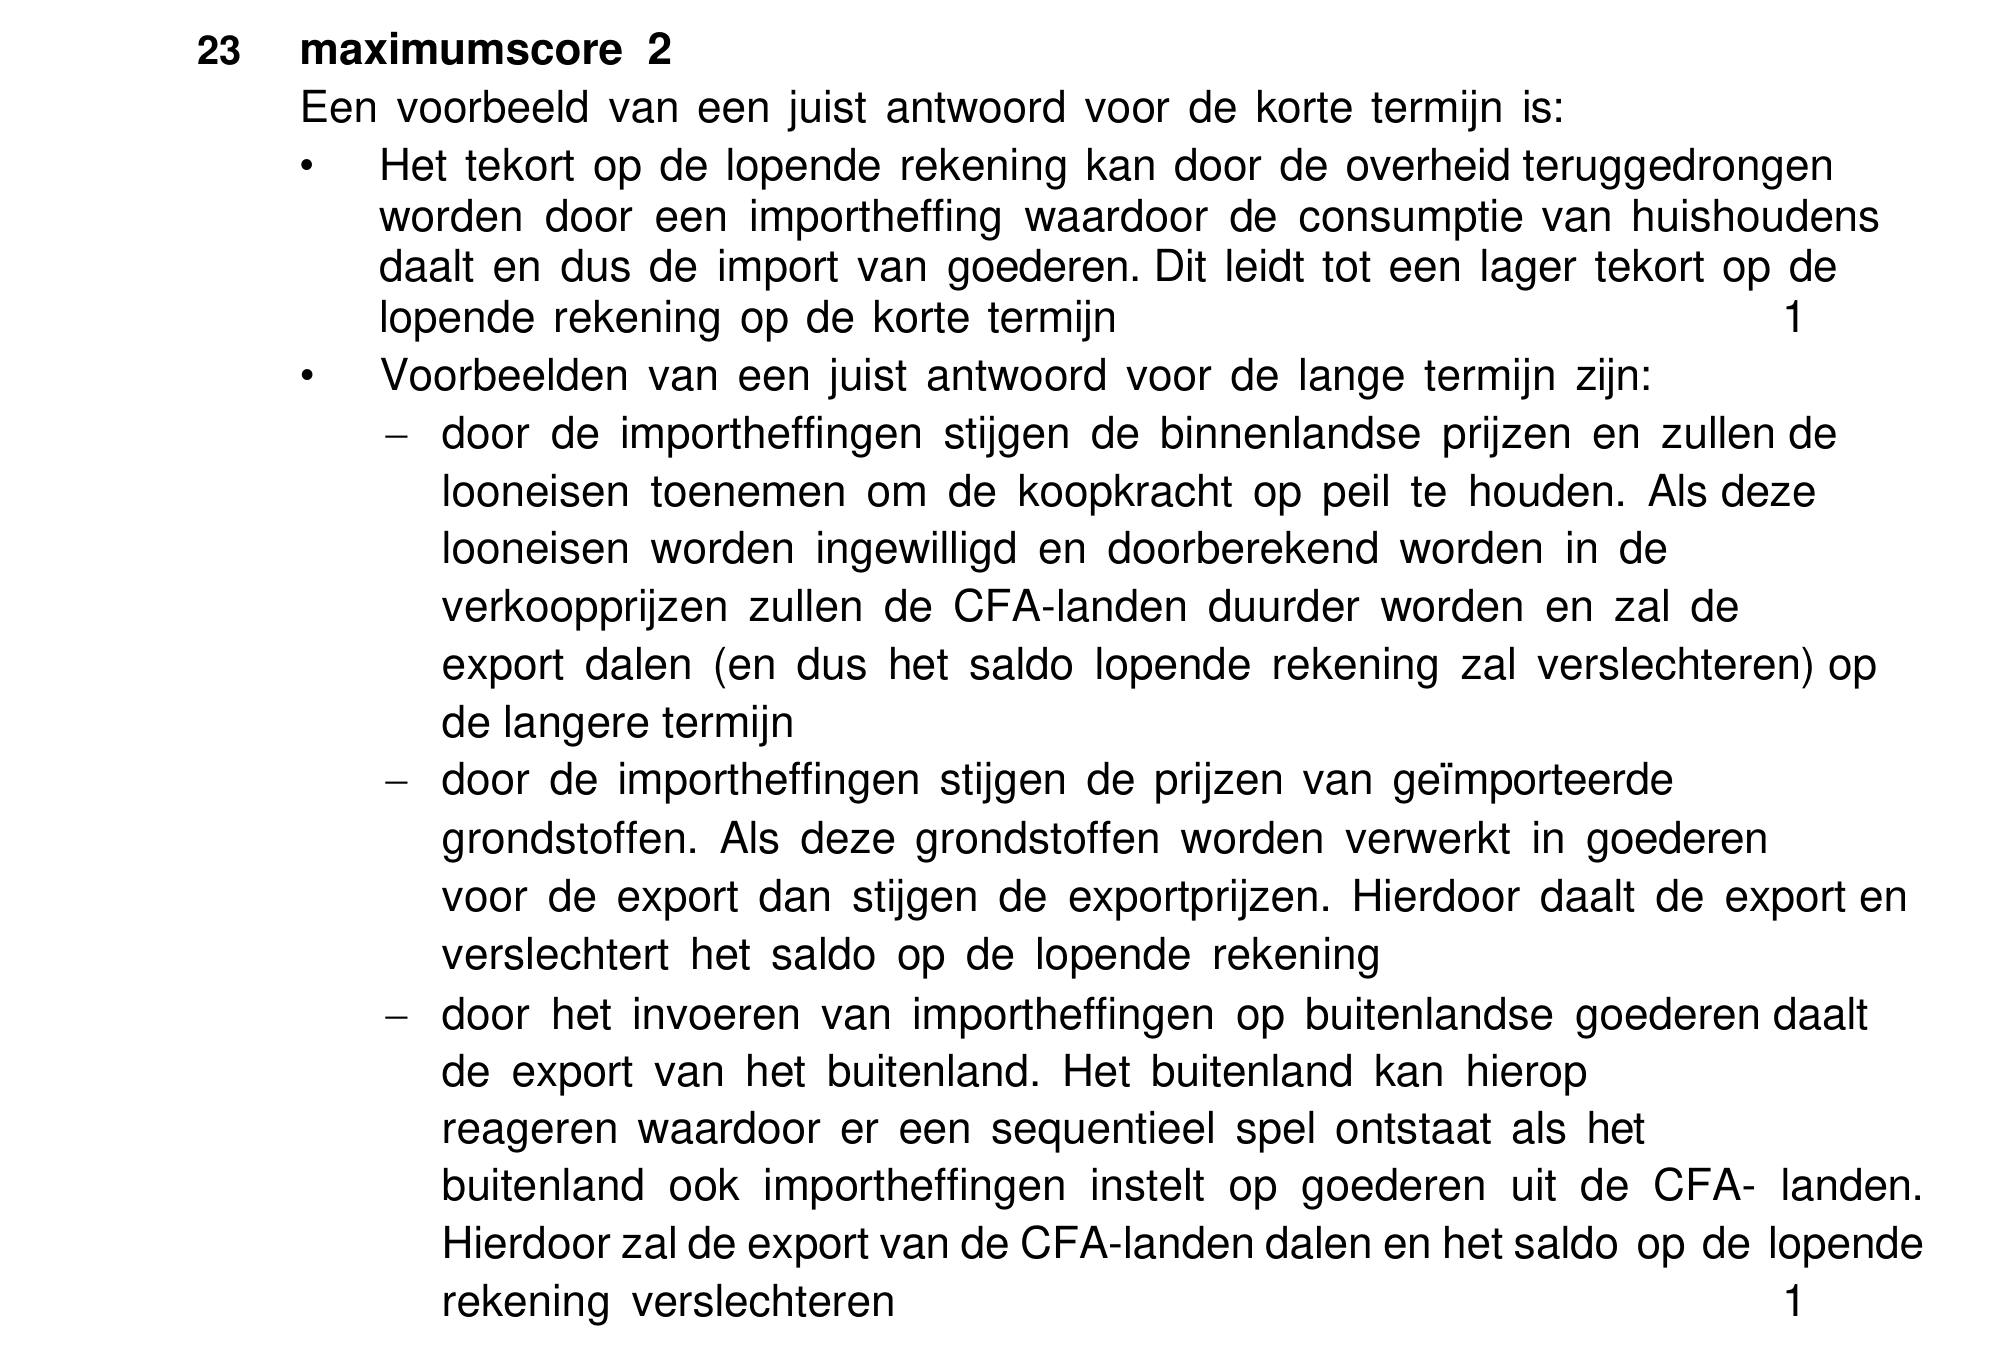 23 maximumscore 2
Een voorbeeld van een juist antwoord voor de korte termijn is:
• Het tekort op de lopende rekening kan door de overheid teruggedrongen
worden door een importheffing waardoor de consumptie van huishoudens
daalt en dus de import van goederen. Dit leidt tot een lager tekort op de
lopende rekening op de korte termijn 1
• Voorbeelden van een juist antwoord voor de lange termijn zijn:
− door de importheffingen stijgen de binnenlandse prijzen en zullen de
looneisen toenemen om de koopkracht op peil te houden. Als deze
looneisen worden ingewilligd en doorberekend worden in de
verkoopprijzen zullen de CFA-landen duurder worden en zal de
export dalen (en dus het saldo lopende rekening zal verslechteren) op
de langere termijn
− door de importheffingen stijgen de prijzen van geïmporteerde
grondstoffen. Als deze grondstoffen worden verwerkt in goederen
voor de export dan stijgen de exportprijzen. Hierdoor daalt de export en
verslechtert het saldo op de lopende rekening
− door het invoeren van importheffingen op buitenlandse goederen daalt
de export van het buitenland. Het buitenland kan hierop
reageren waardoor er een sequentieel spel ontstaat als het
buitenland ook importheffingen instelt op goederen uit de CFA- landen.
Hierdoor zal de export van de CFA-landen dalen en het saldo op de lopende
rekening verslechteren 1